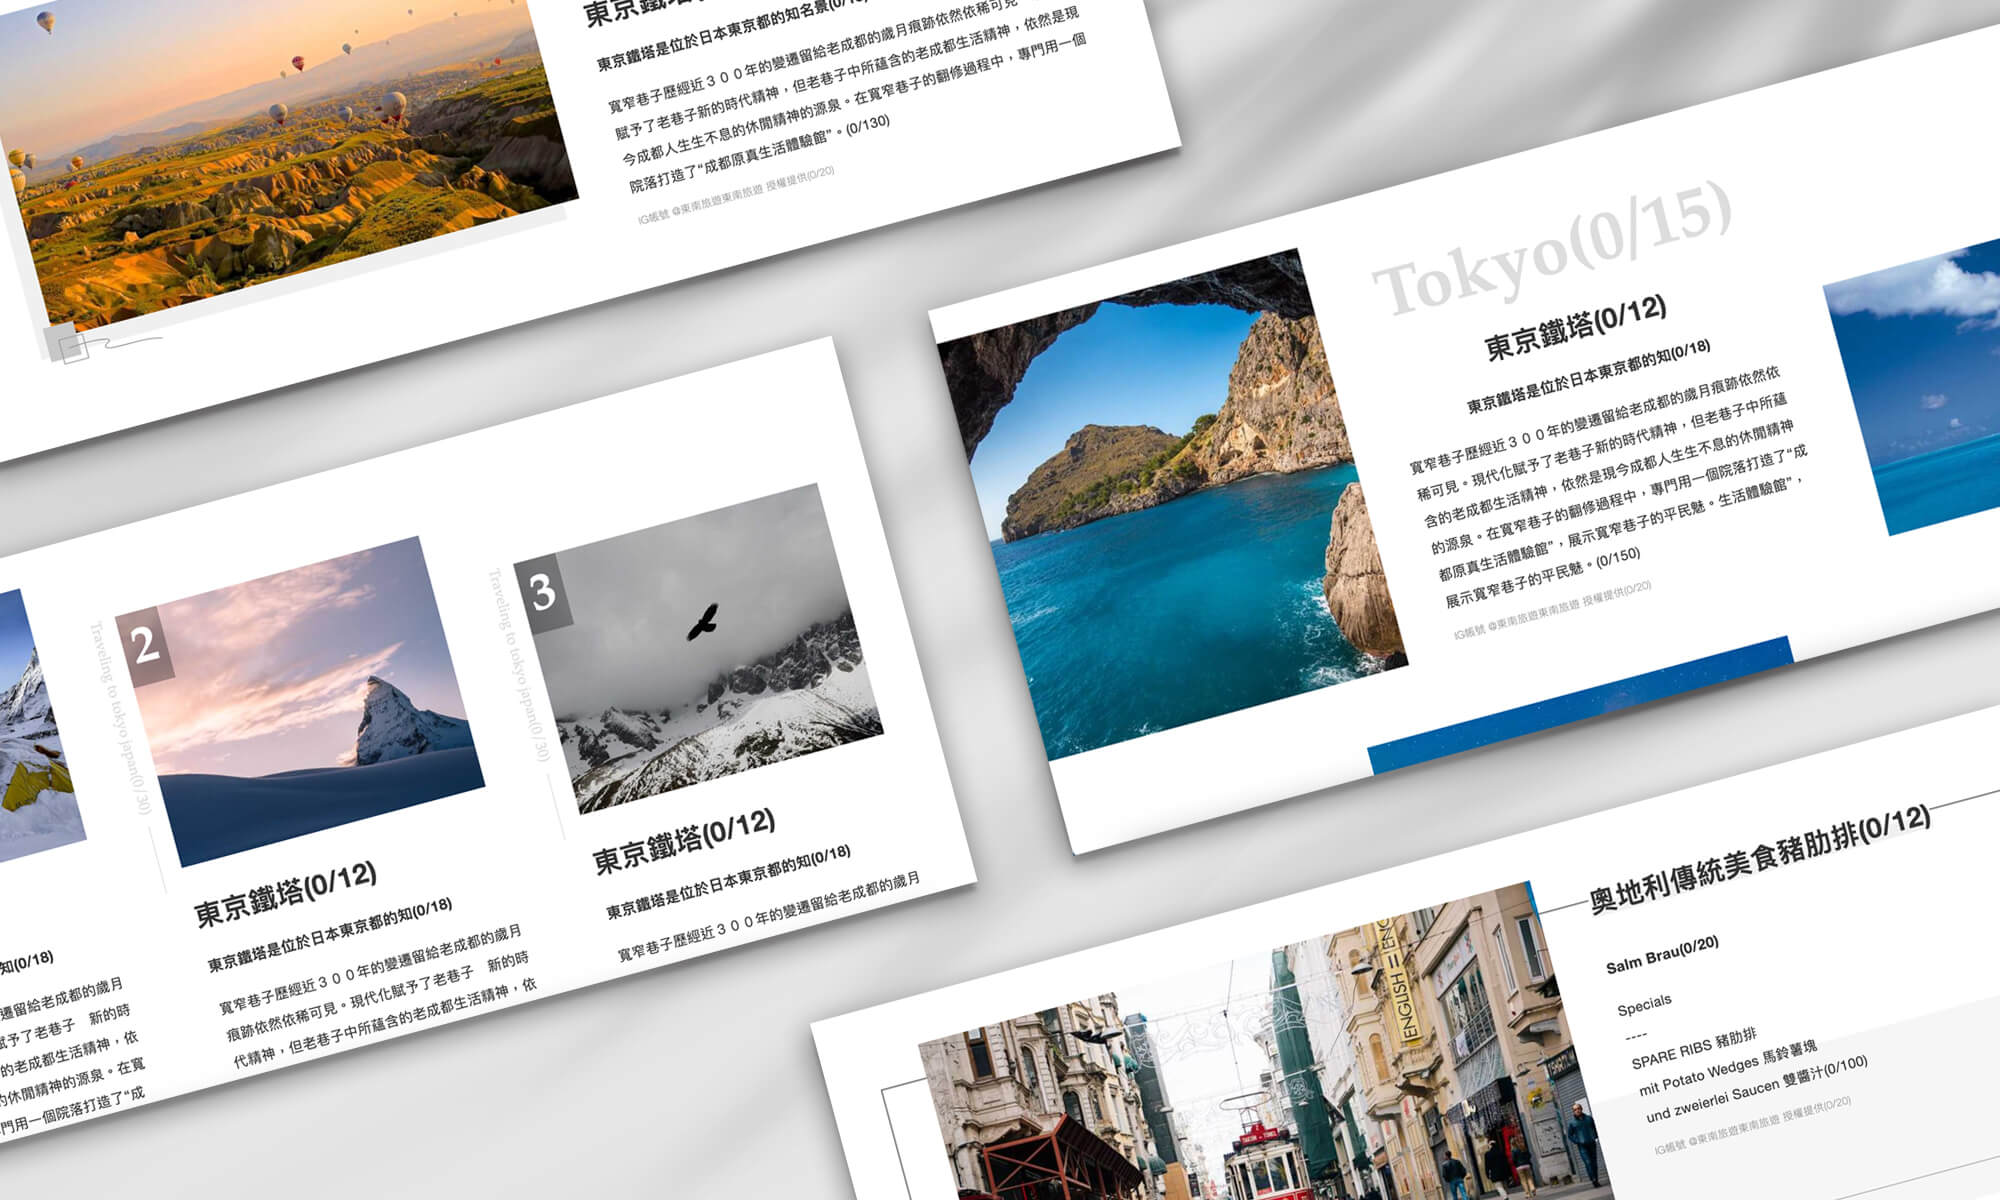 東京鐵塔
東京鐵塔是位於日本東京都的知名景(0/18)
寬窄巷子歷經近３００年的變遷留給老成都的歲月痕跡依然依稀可見
賦予了老巷子新的時代精神，但老巷子中所蘊含的老成都生活精神，依然是現
今成都人生生不息的休閒精神的源泉。在寬窄巷子的翻修過程中，專門用一個
院落打造了“成都原真生活體驗館”。(0/130)
IG帳號 @東南旅遊東南旅遊 授權提供(0/20)
Tokyo(0/15)
東京鐵塔(0/12)
東京鐵塔是位於日本東京都的知(0/18)
寬窄巷子歷經近３００年的變遷留給老成都的歲月痕跡依然依
稀可見。現代化賦予了老巷子新的時代精神，但老巷子中所蘊
含的老成都生活精神，依然是現今成都人生生不息的休閒精神
的源泉。在寬窄巷子的翻修過程中，專門用一個院落打造了“成
都原真生活體驗館”，展示寬窄巷子的平民魅。生活體驗館”，
展示寬窄巷子的平民魅。(0/150)
IG帳號 @東南旅遊東南旅遊 授權提供(0/20)
知(0/18)
遷留給老成都的歲月
賦予了老巷子　新的時
的老成都生活精神，依
休閒精神的源泉。在寬
專門用一個院落打造了“成
Traveling to tokyo japan(0/30)
2
東京鐵塔(0/12)
東京鐵塔是位於日本東京都的知(0/18)
寬窄巷子歷經近３００年的變遷留給老成都的歲月
痕跡依然依稀可見。現代化賦予了老巷子　新的時
代精神，但老巷子中所蘊含的老成都生活精神，依
Traveling to tokyo japan(0/30)
3
東京鐵塔(0/12)
東京鐵塔是位於日本東京都的知(0/18)
寬窄巷子歷經近３００年的變遷留給老成都的歲月
ENGLISH = ENG
奧地利傳統美食豬肋排(0/12)
Salm Brau(0/20)
Specials
----
SPARE RIBS 豬肋排
mit Potato Wedges 馬鈴薯塊
und zweierlei Saucen 雙醬汁(0/100)
IG帳號 @東南旅遊東南旅遊 授權提供(0/20)